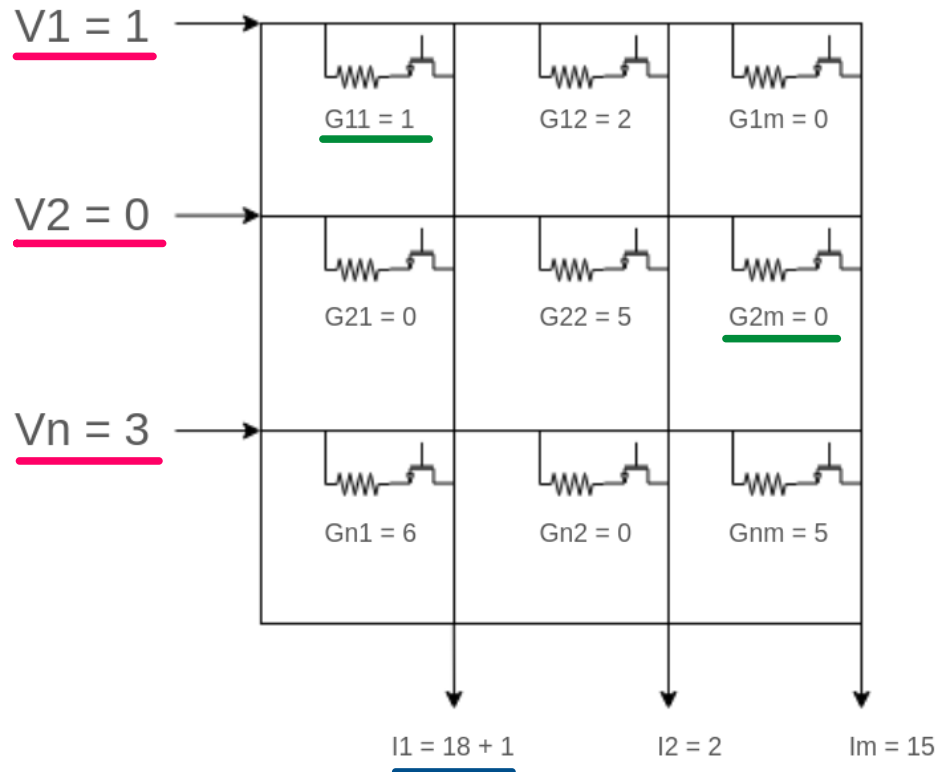 V1 = 1
G11 = 1
G12 = 2
G1m = 0
V2 = 0
G21 = 0
G22 = 5
G2m = 0
Vn = 3
Gn1 = 6
Gn2 = 0
Gnm = 5
I1 = 18 + 1
I2 = 2
Im = 15